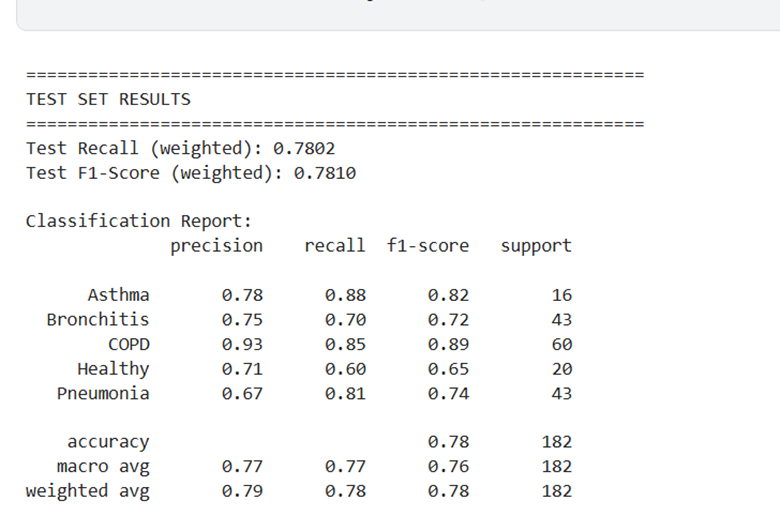 ============================================================
TEST SET RESULTS
============================================================
Test Recall (weighted): 0.7802
Test F1-Score (weighted): 0.7810
Classification Report:
precision recall f1-score support
Asthma 0.78 0.88 0.82 16
Bronchitis 0.75 0.70 0.72 43
COPD 0.93 0.85 0.89 60
Healthy 0.71 0.60 0.65 20
Pneumonia 0.67 0.81 0.74 43
accuracy 0.78 182
macro avg 0.77 0.77 0.76 182
weighted avg 0.79 0.78 0.78 182